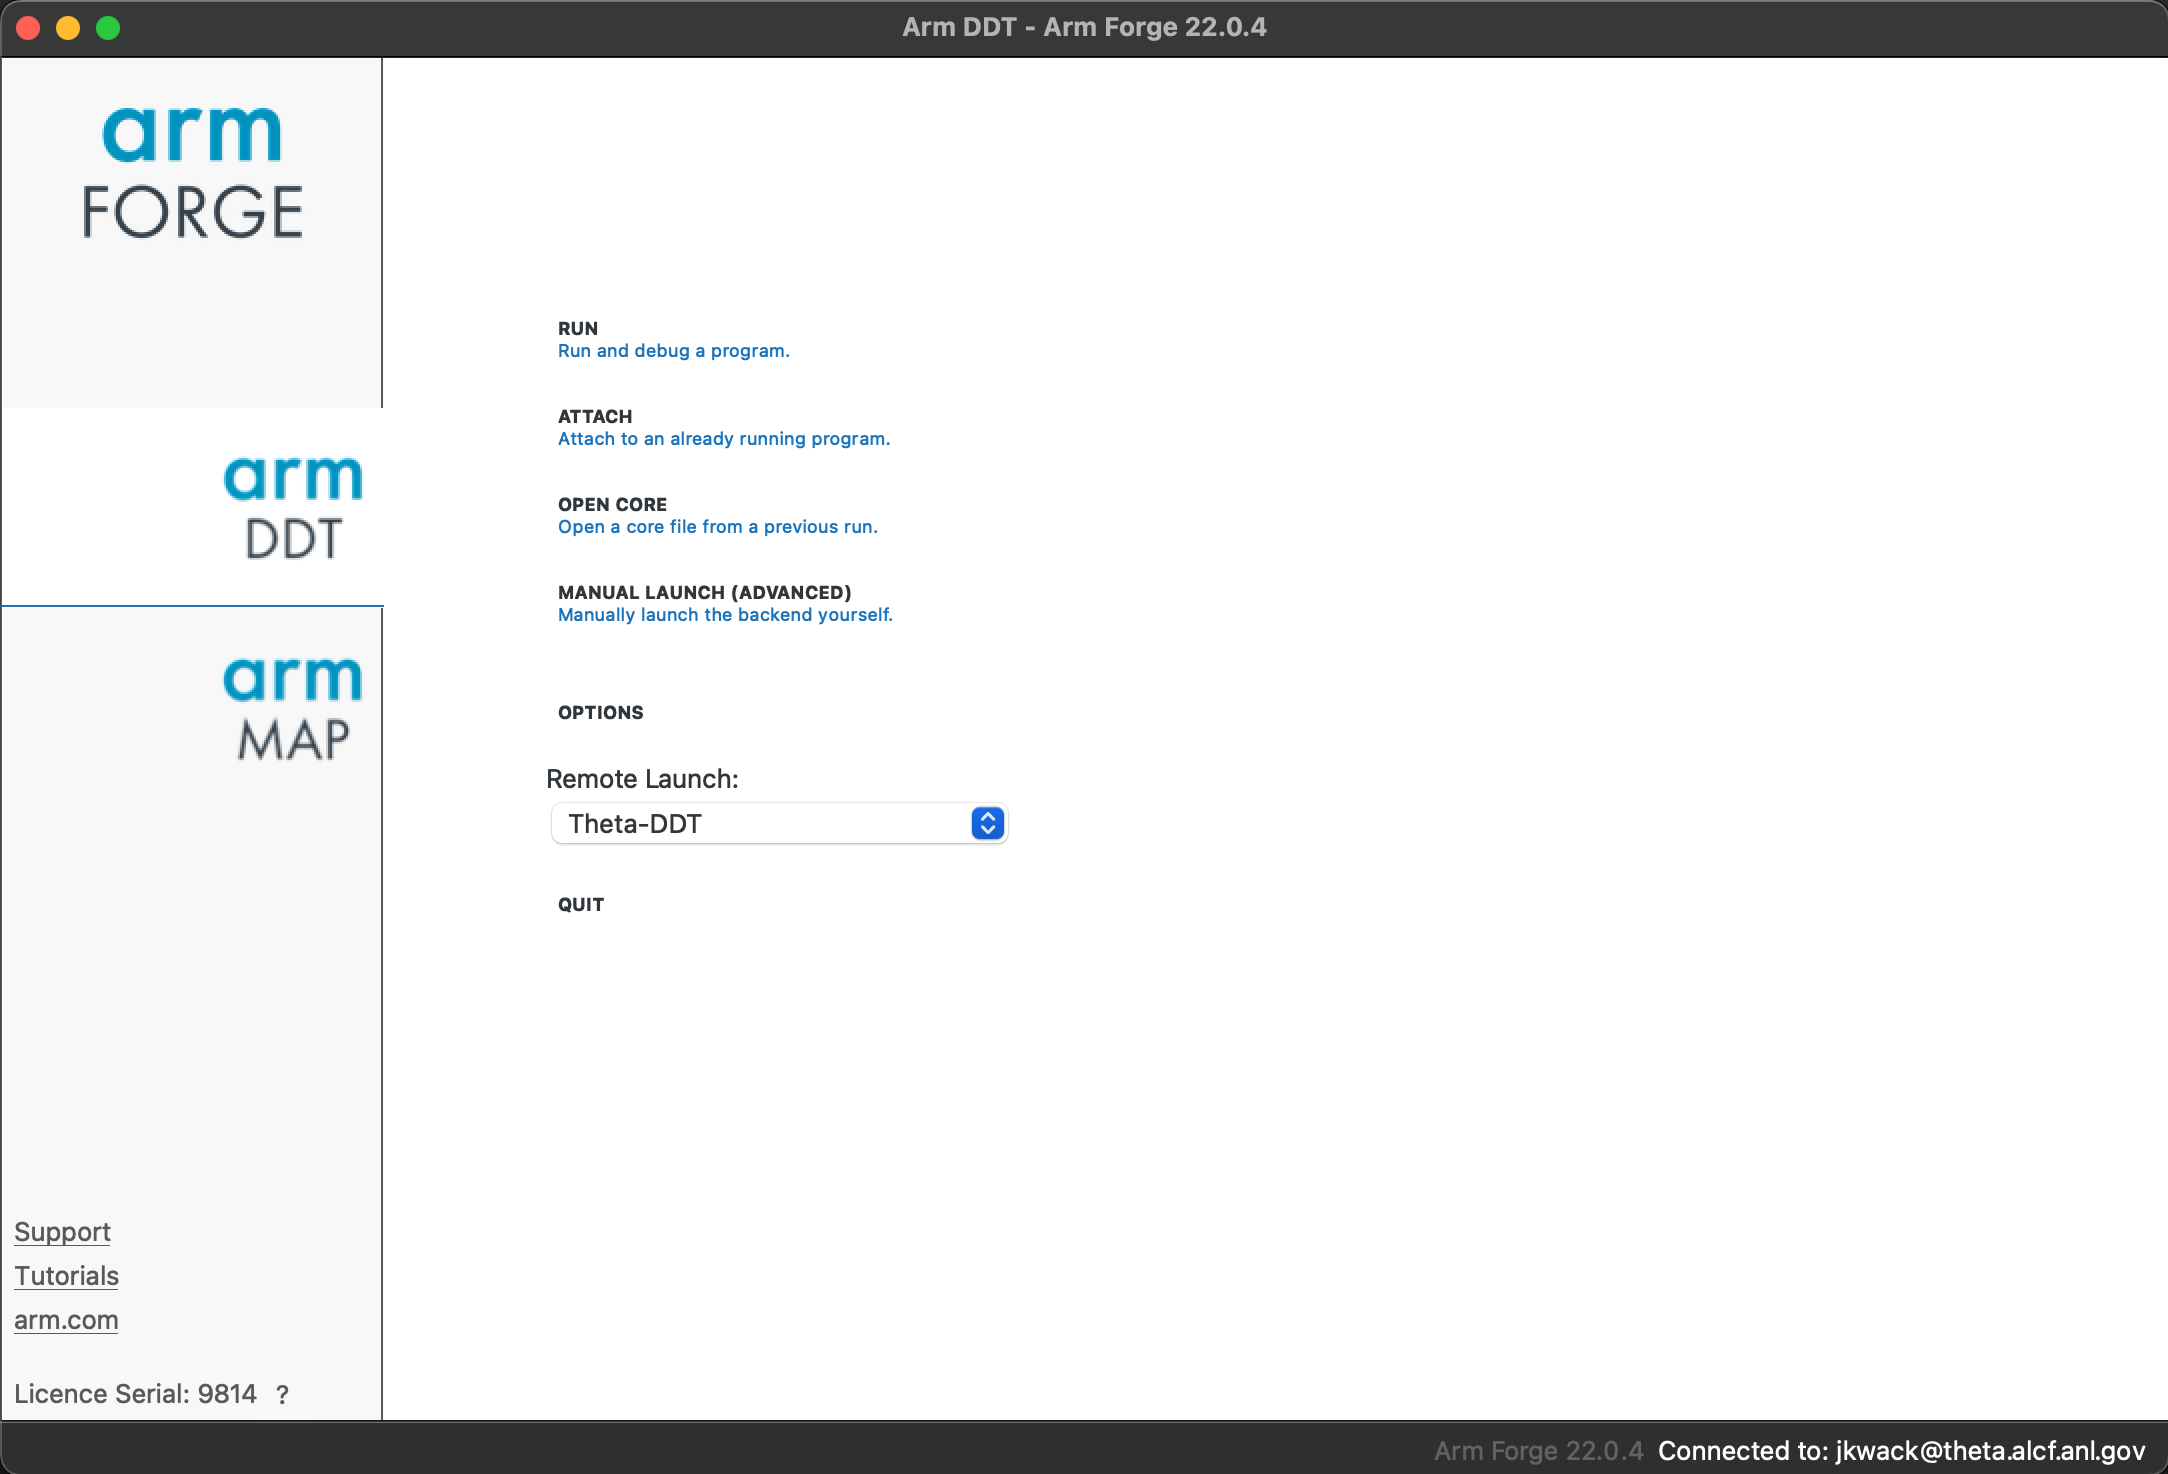 Arm DDT - Arm Forge 22.0.4
arm
FORGE
arm
DDT
arm
MAP
RUN
Run and debug a program.
ATTACH
Attach to an already running program.
OPEN CORE
Open a core file from a previous run.
MANUAL LAUNCH (ADVANCED)
Manually launch the backend yourself.
OPTIONS
Remote Launch:
Theta-DDT
QUIT
Support
Tutorials
arm.com
Licence Serial: 9814 ?
Arm Forge 22.0.4 Connected to: jkwack@theta.alcf.anl.gov